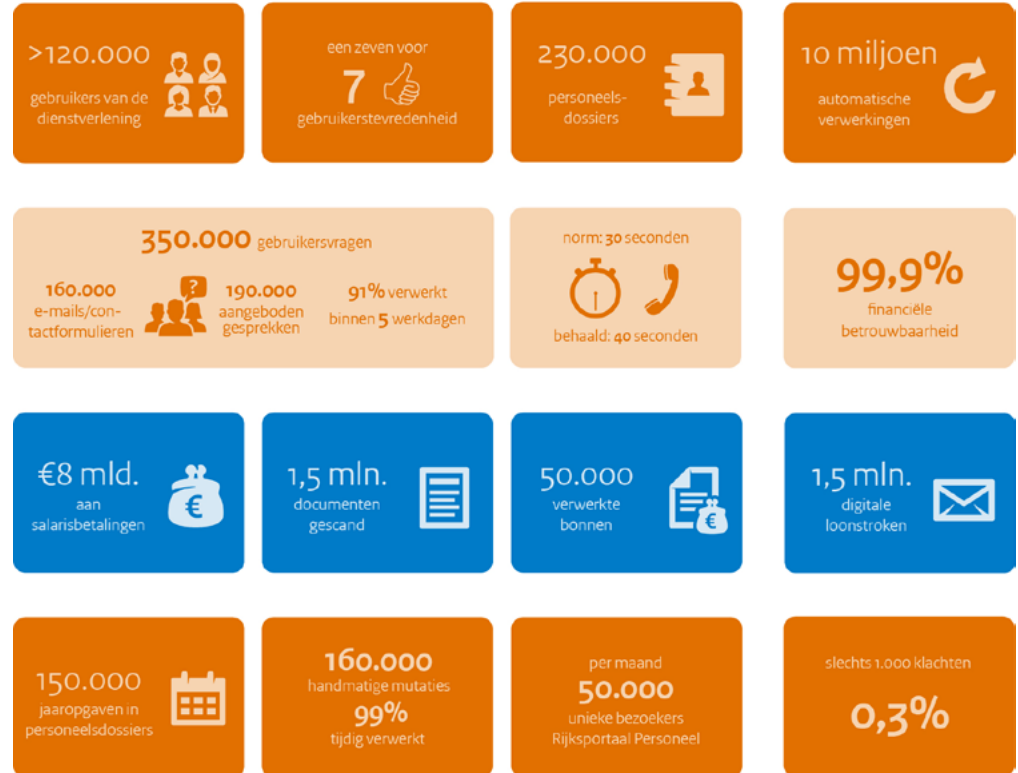 >120.000
gebruikers van de
dienstverlening
een zeven voor
7
gebruikerstevredenheid
230.000
personeels-
dossiers
10 miljoen
automatische
verwerkingen
350.000 gebruikersvragen
160.000
e-mails/con-
tactformulieren
?
190.000
aangeboden
gesprekken
91% verwerkt
binnen 5 werkdagen
norm: 30 seconden
behaald: 40 seconden
99,9%
financiële
betrouwbaarheid
€8 mld.
aan
salarisbetalingen
€
1,5 mln.
documenten
gescand
50.000
verwerkte
bonnen
€
1,5 mln.
digitale
loonstroken
150.000
jaaropgaven in
personeelsdossiers
160.000
handmatige mutaties
99%
tijdig verwerkt
per maand
50.000
unieke bezoekers
Rijksportaal Personeel
slechts 1.000 klachten
0,3%